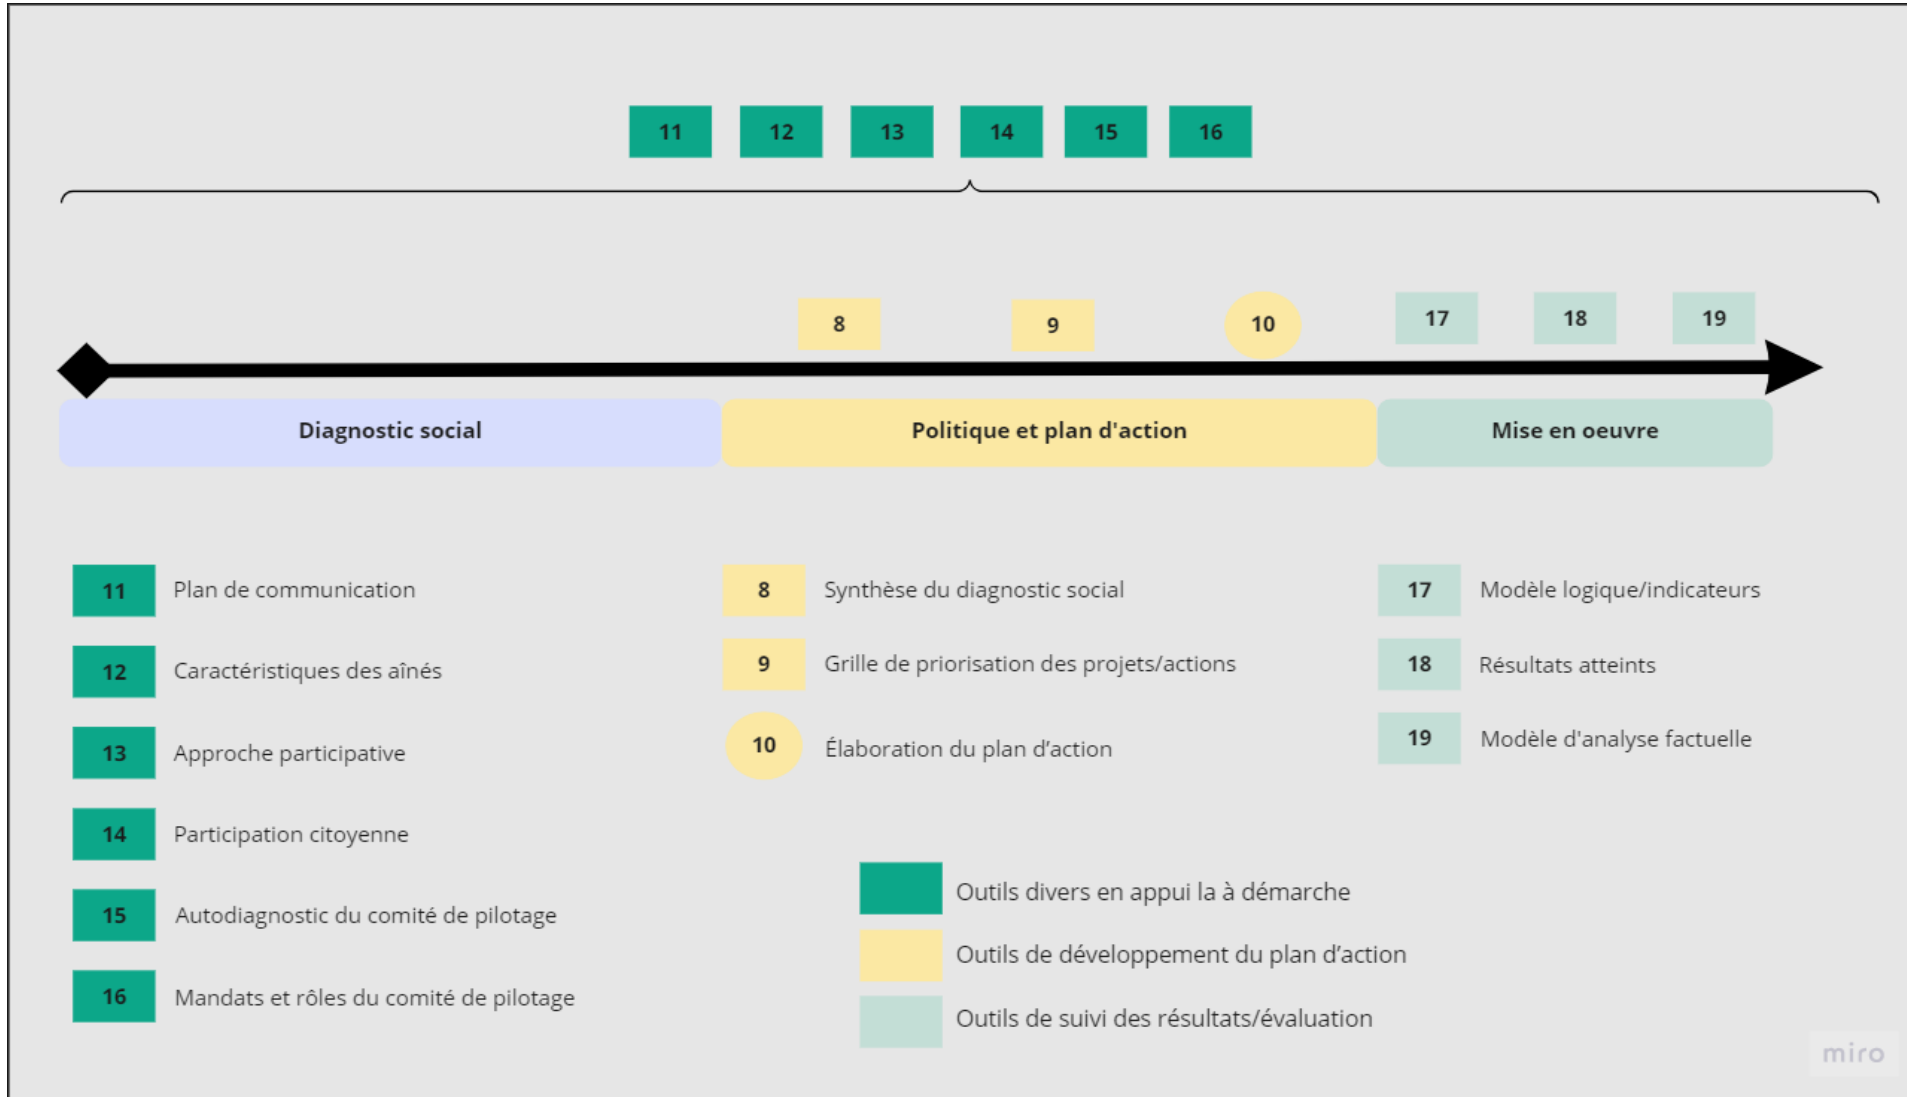 11 12 13 14 15 16
8 9 10 17 18 19
Diagnostic social
Politique et plan d'action
Mise en oeuvre
11 Plan de communication
12 Caractéristiques des aînés
13 Approche participative
14 Participation citoyenne
15 Autodiagnostic du comité de pilotage
16 Mandats et rôles du comité de pilotage
8 Synthèse du diagnostic social
9 Grille de priorisation des projets/actions
10 Élaboration du plan d’action
17 Modèle logique/indicateurs
18 Résultats atteints
19 Modèle d'analyse factuelle
Outils divers en appui la à démarche
Outils de développement du plan d’action
Outils de suivi des résultats/évaluation
miro